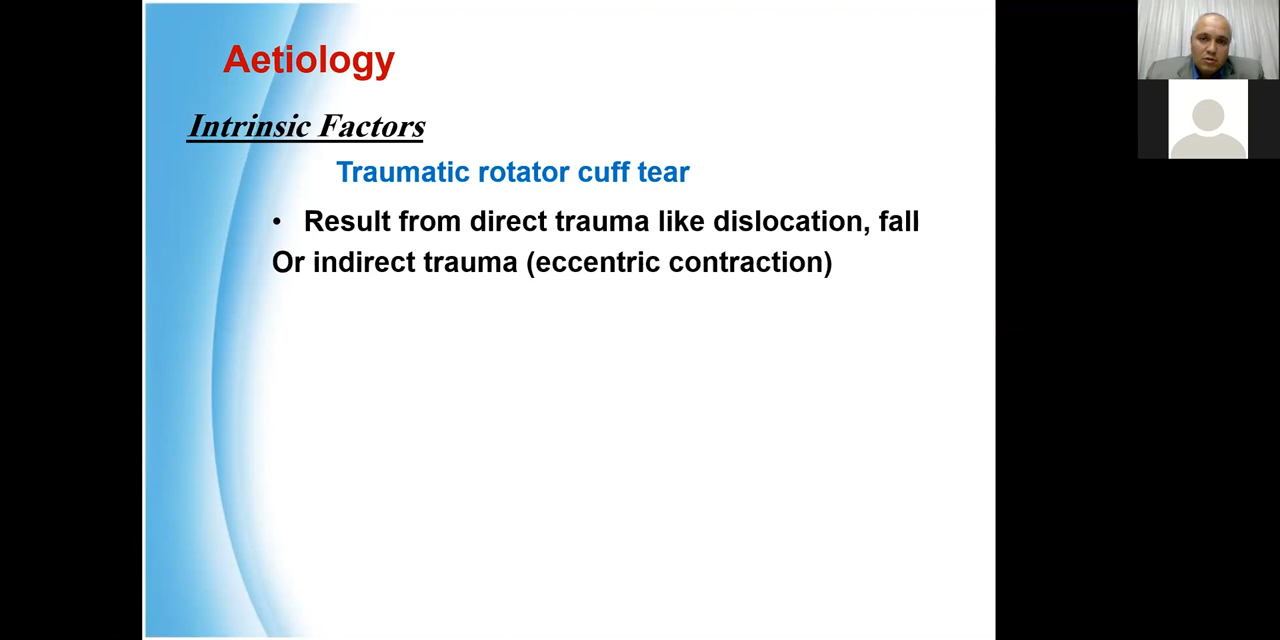 Aetiology
Intrinsic Factors
Traumatic rotator cuff tear
• Result from direct trauma like dislocation, fall
Or indirect trauma (eccentric contraction)